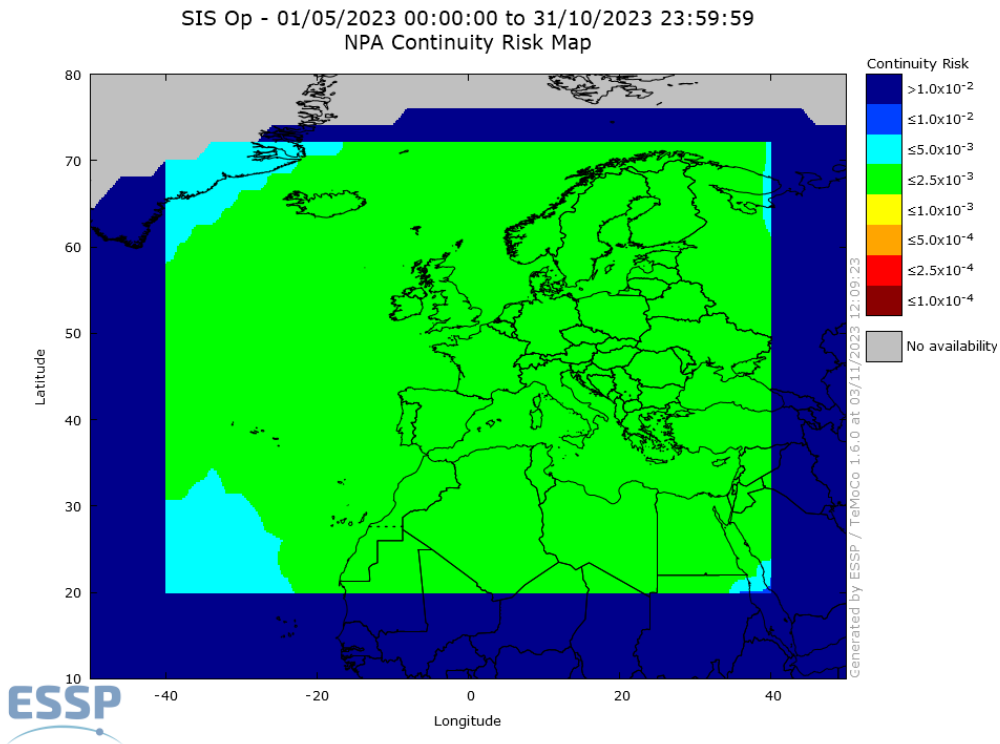 SIS Op - 01/05/2023 00:00:00 to 31/10/2023 23:59:59
NPA Continuity Risk Map
Continuity Risk
>1.0x10⁻²
≤1.0x10⁻²
≤5.0x10⁻³
≤2.5x10⁻³
≤1.0x10⁻³
≤5.0x10⁻⁴
≤2.5x10⁻⁴
≤1.0x10⁻⁴
No availability
80
70
60
50
40
30
20
10
Latitude
-40
-20
0
20
40
Longitude
Generated by ESSP / TeMoCo 1.6.0 at 03/11/2023 12:09:23
ESSP